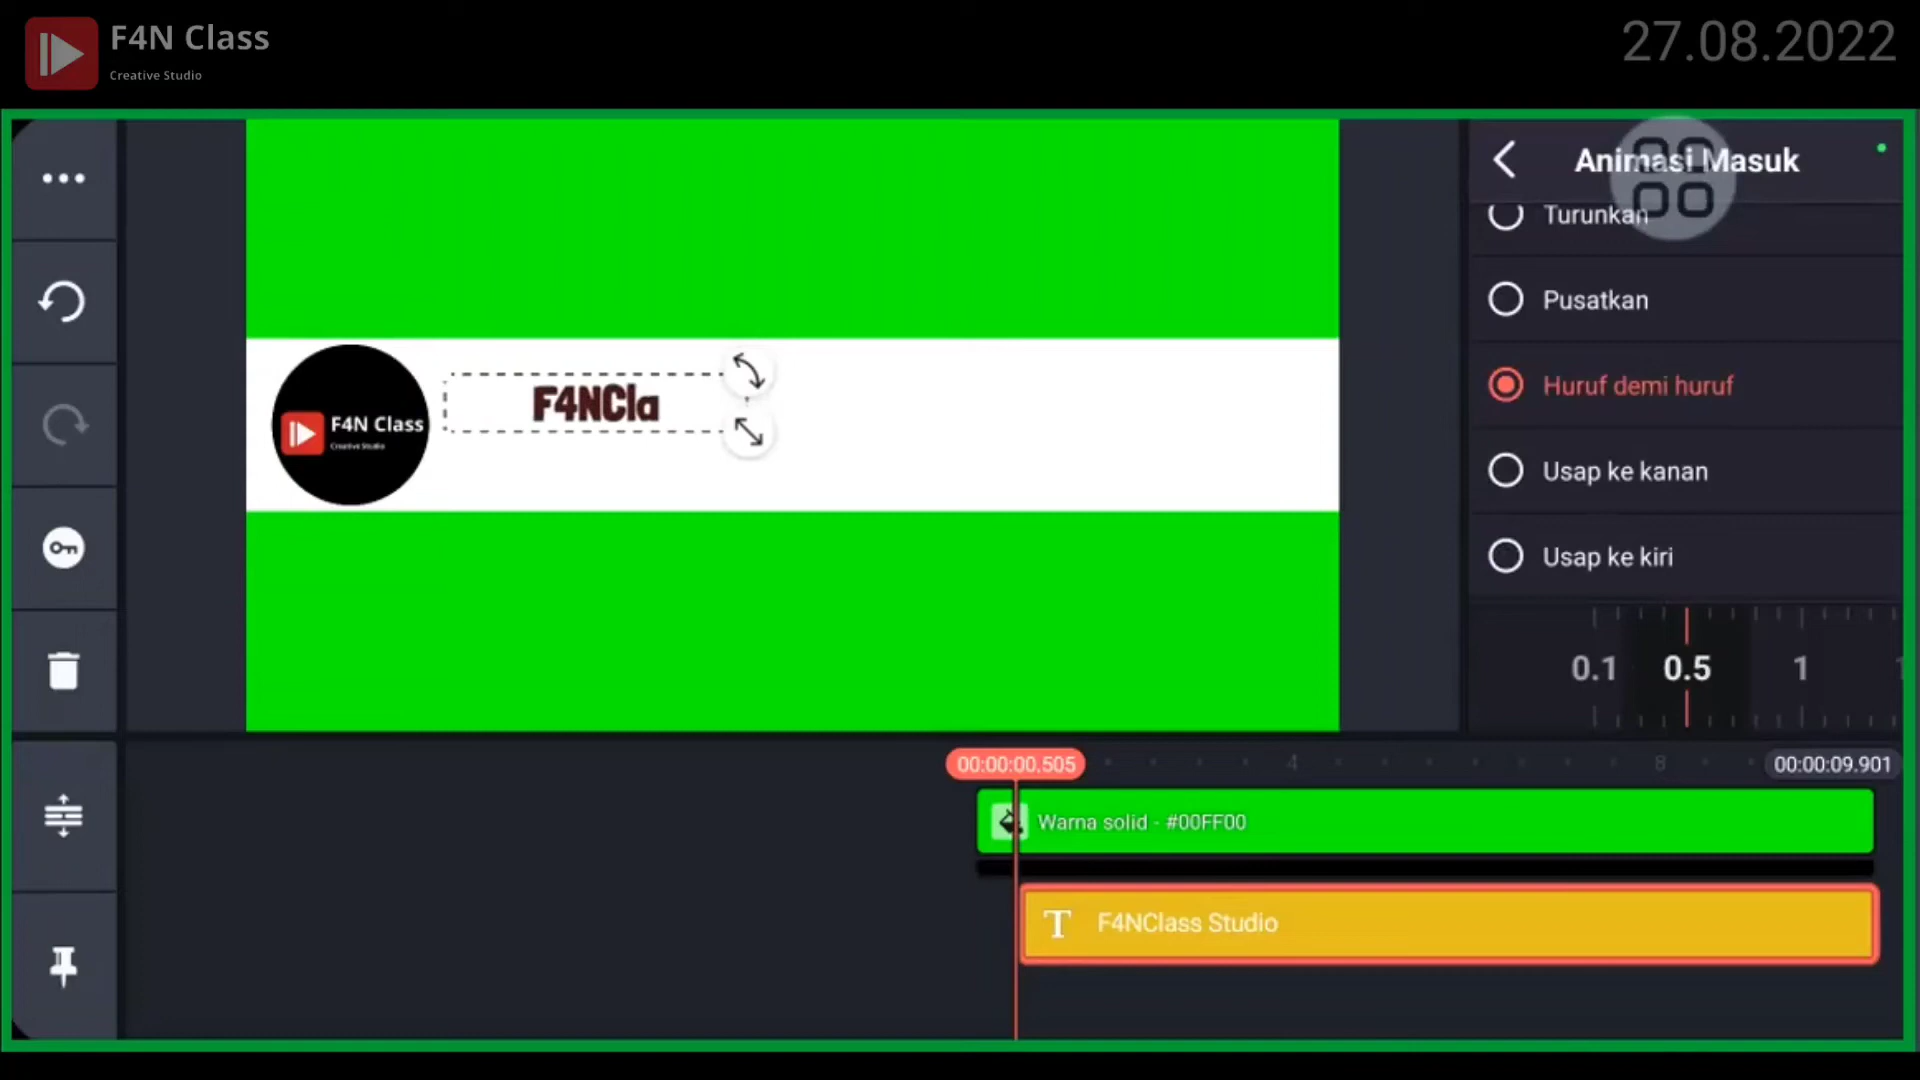 F4N Class
Creative Studio
27.08.2022
Animasi Masuk
Turunkan
Pusatkan
Huruf demi huruf
Usap ke kanan
Usap ke kiri
0.1 0.5 1
F4NCla
F4N Class
Creative Studio
00:00:00.505
4
8
00:00:09.901
Warna solid - #00FF00
T F4NClass Studio